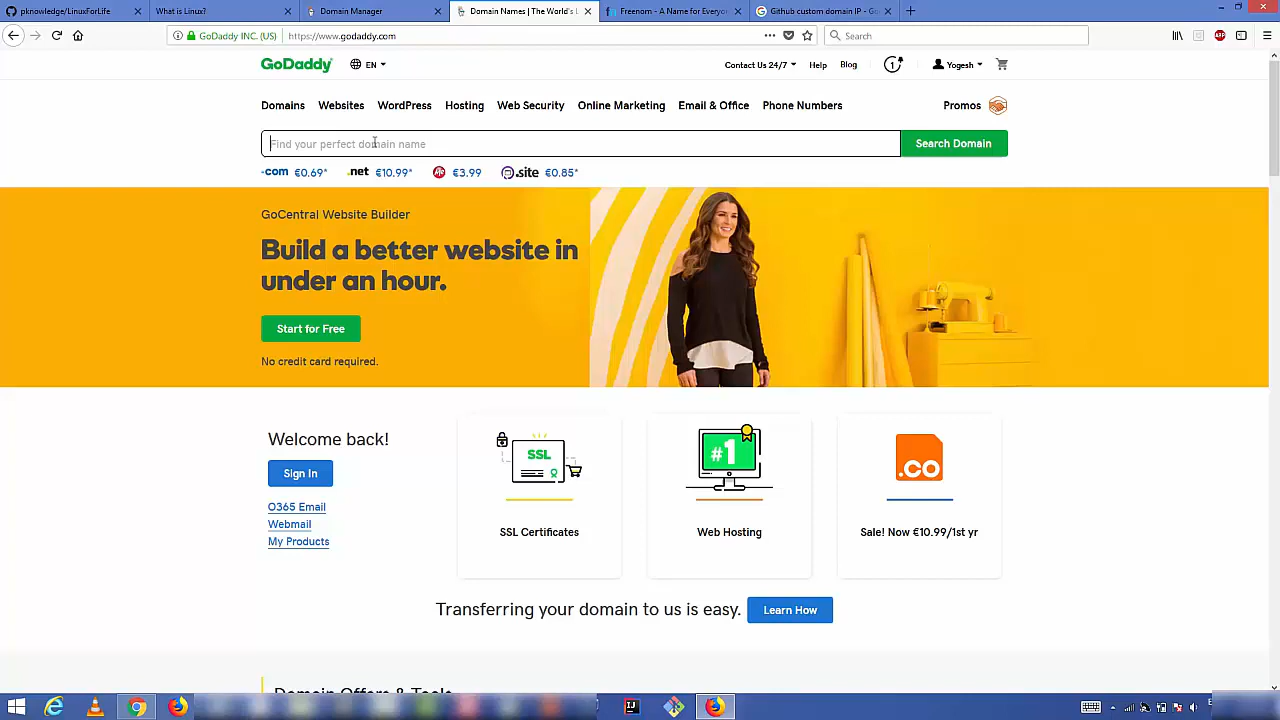 pknowledge/LinuxForLife
What is Linux?
Domain Manager
Domain Names | The World's L
Freenom - A Name for Everyon
Github custom domain IP - Go
GoDaddy INC. (US)
https://www.godaddy.com
Search
GoDaddy
EN
Contact Us 24/7
Help
Blog
1
Yogesh
Domains
Websites
WordPress
Hosting
Web Security
Online Marketing
Email & Office
Phone Numbers
Promos
Find your perfect domain name
Search Domain
.com €0.69*
.net €10.99*
€3.99
.site €0.85*
GoCentral Website Builder
Build a better website in
under an hour.
Start for Free
No credit card required.
Welcome back!
Sign In
O365 Email
Webmail
My Products
SSL
SSL Certificates
#1
Web Hosting
.co
Sale! Now €10.99/1st yr
Transferring your domain to us is easy.
Learn How
Domain Offers & Tools